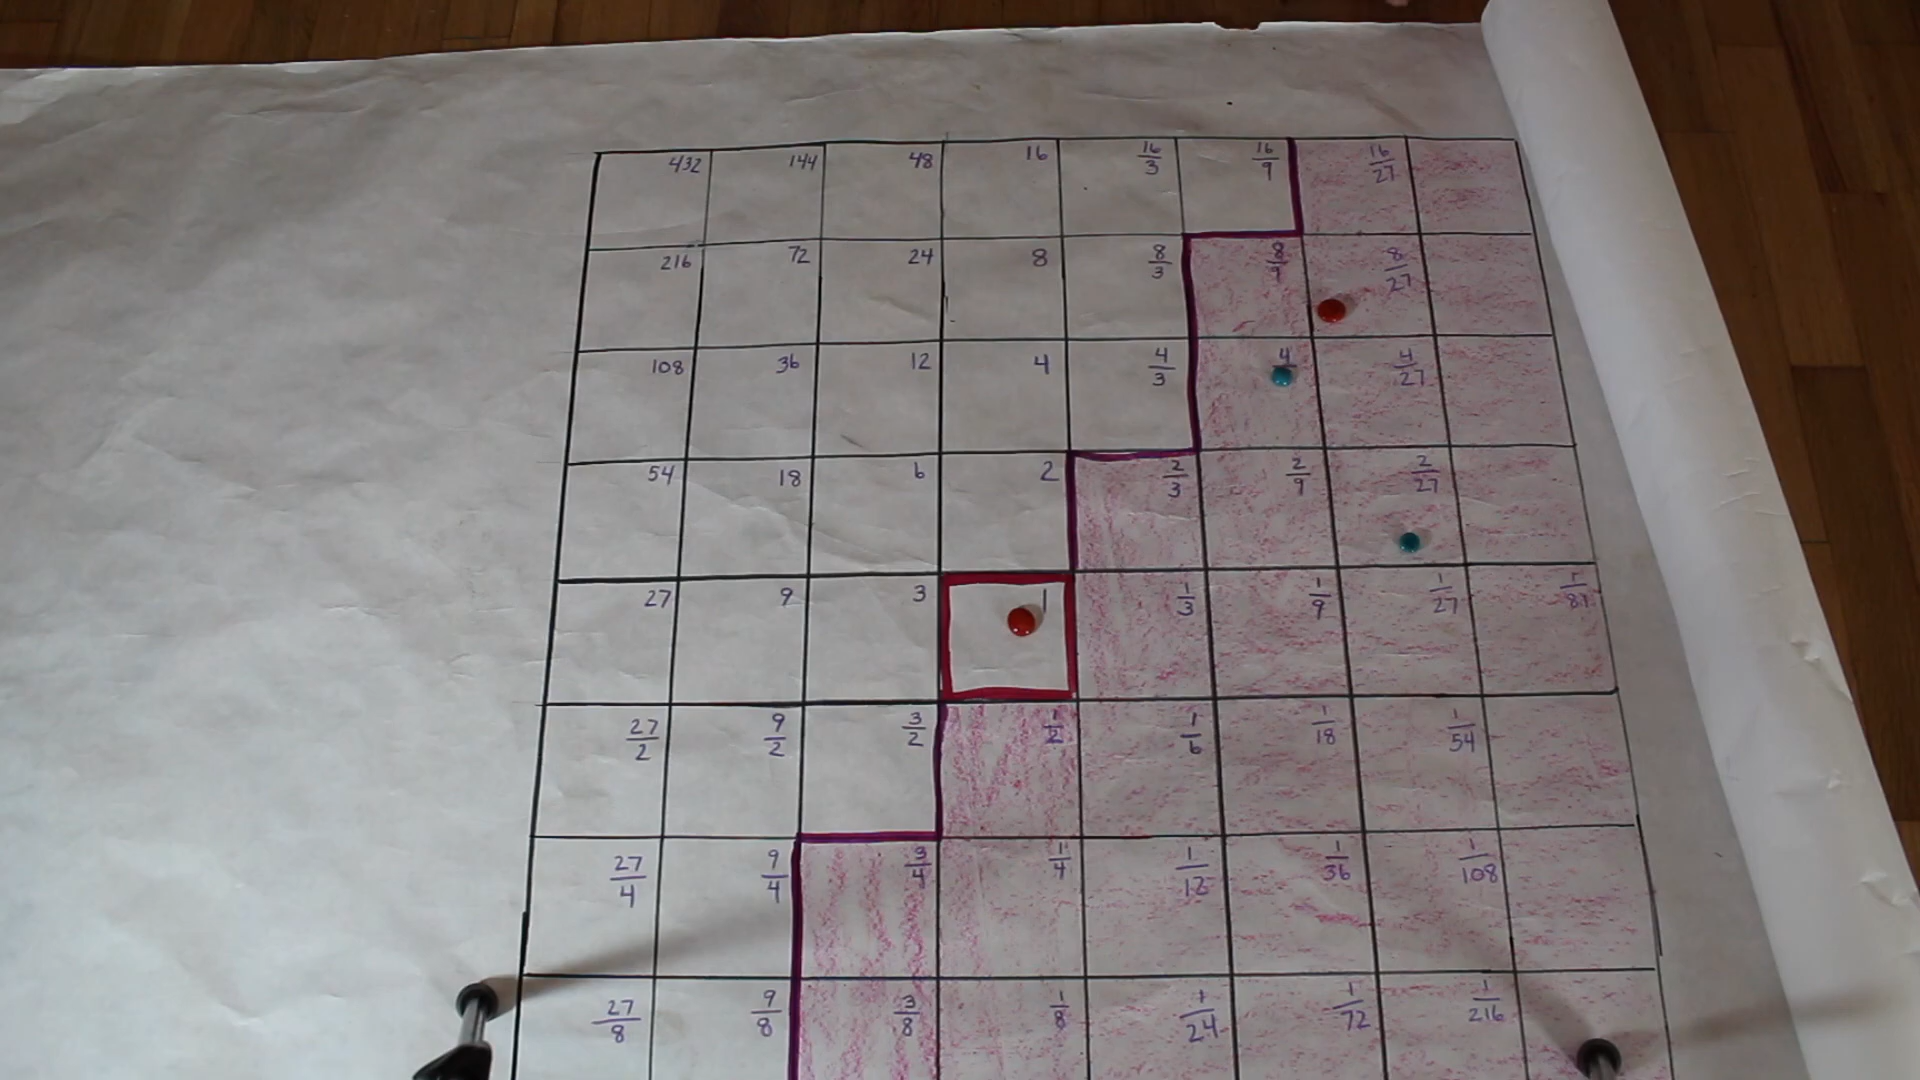 432 144 48 16 16/3 16/9 16/27
216 72 24 8 8/3 8/9 8/27
108 36 12 4 4/3 4 4/27
54 18 6 2 2/3 2/9 2/27
27 9 3 1 1/3 1/9 1/27 1/81
27/2 9/2 3/2 1/2 1/6 1/18 1/54
27/4 9/4 3/4 1/4 1/12 1/36 1/108
27/8 9/8 3/8 1/8 1/24 1/72 1/216